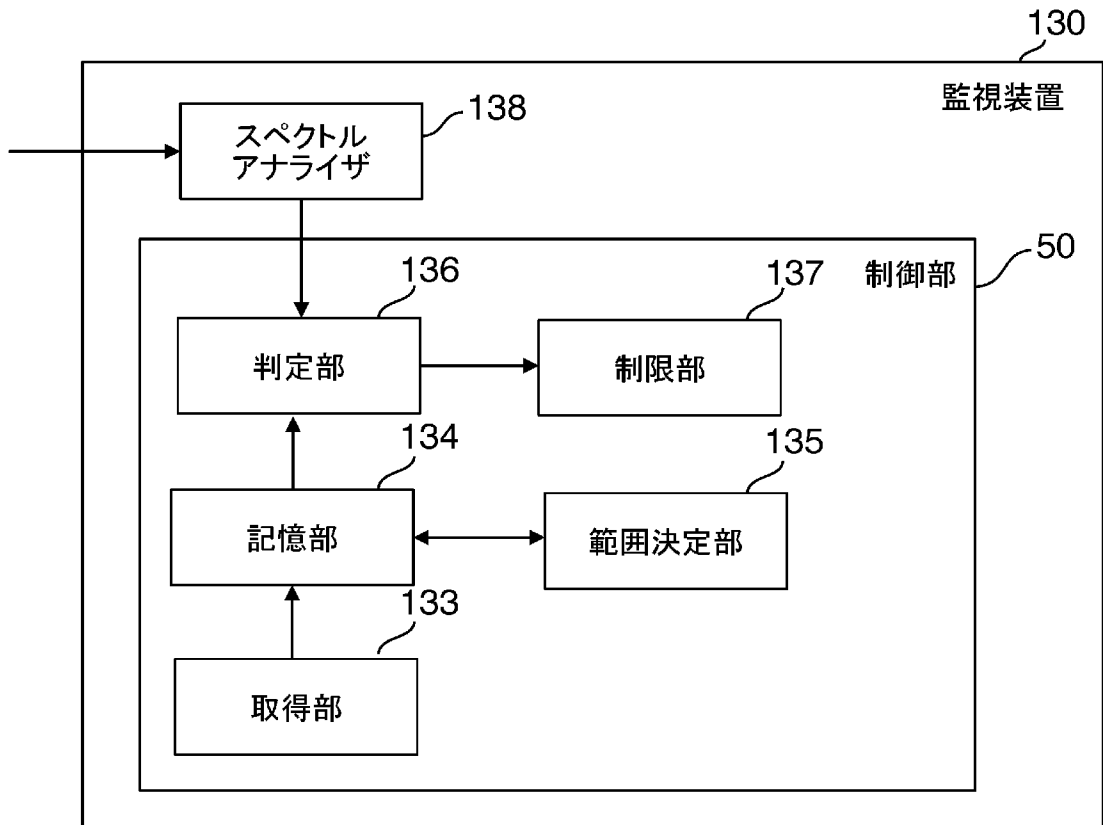 130
監視装置
138
スペクトル
アナライザ
50
制御部
136
判定部
137
制限部
134
記憶部
135
範囲決定部
133
取得部